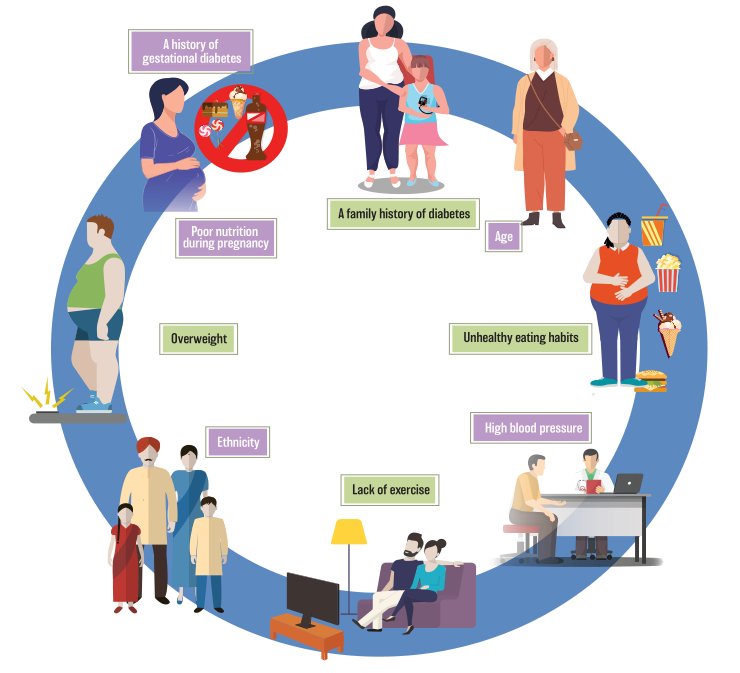 A history of
gestational diabetes
A family history of diabetes
Poor nutrition
during pregnancy
Age
Overweight
Unhealthy eating habits
Ethnicity
High blood pressure
Lack of exercise